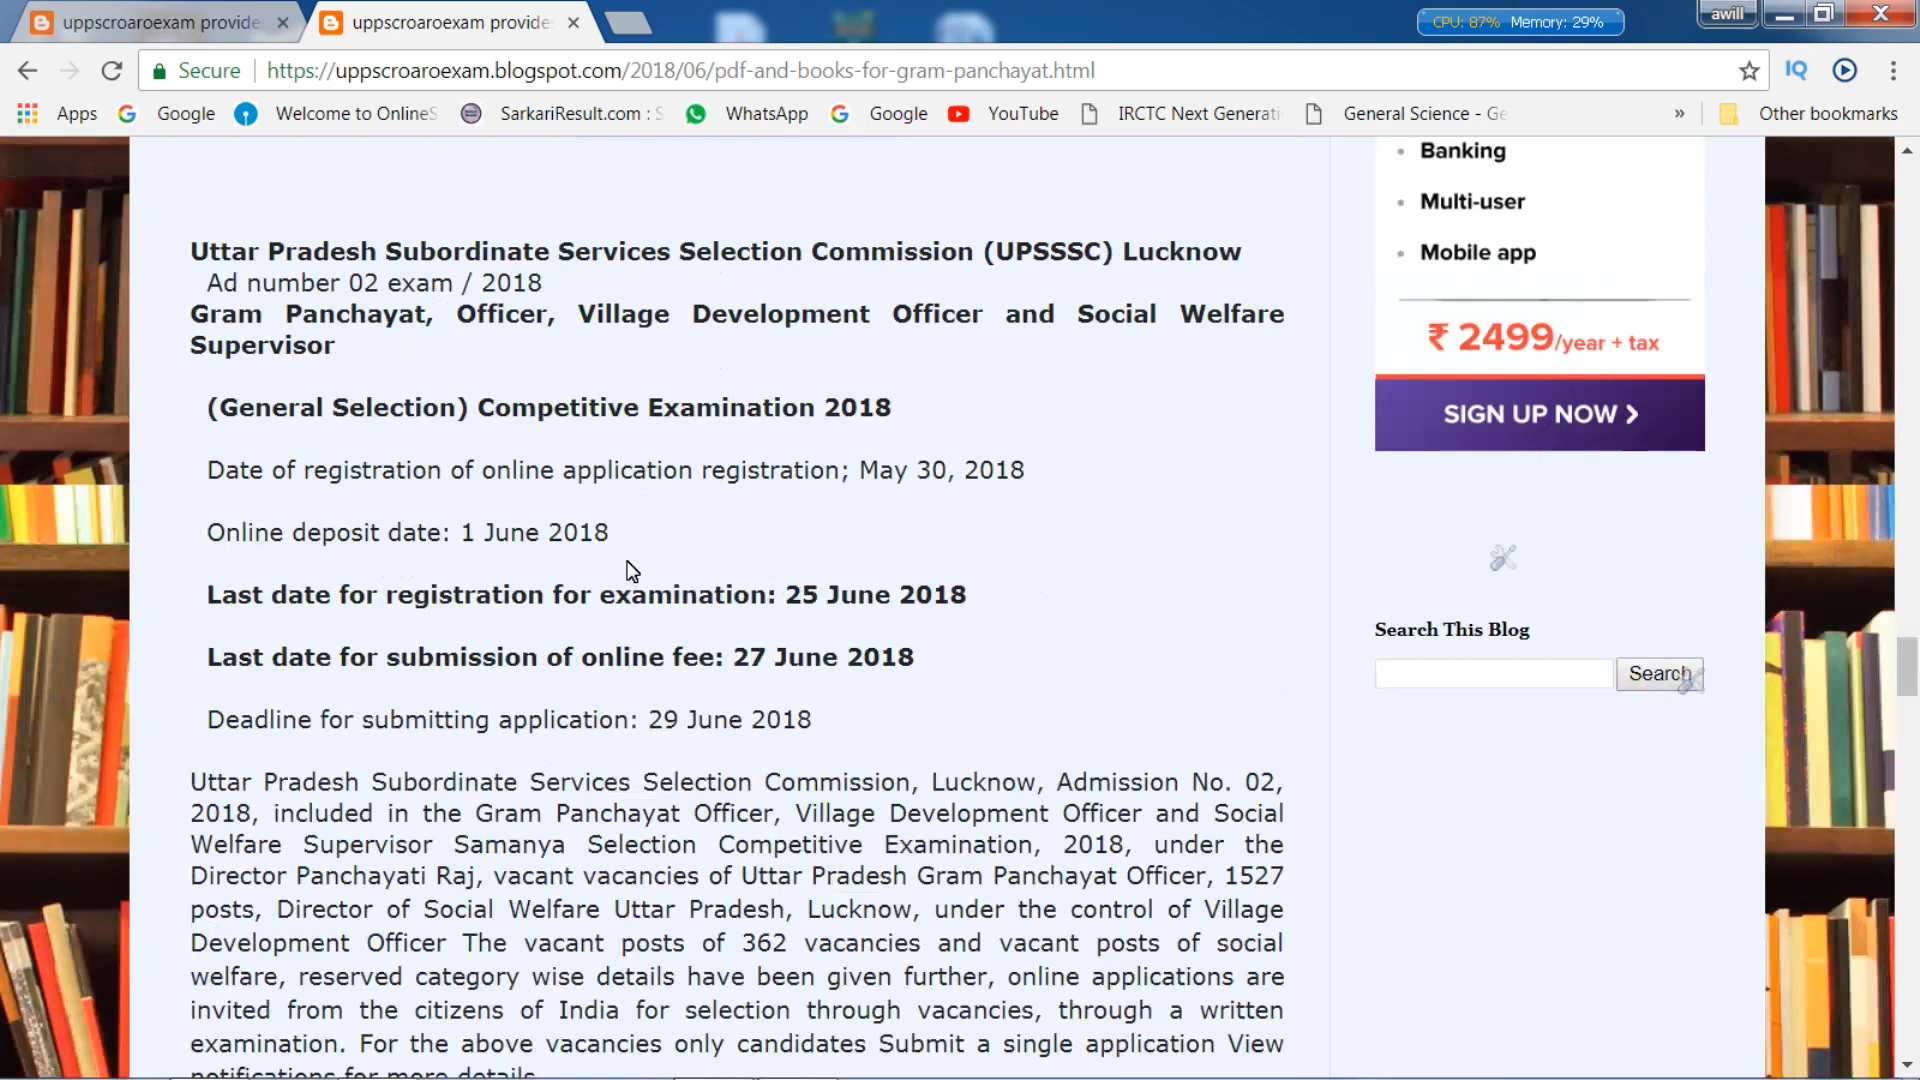 uppscroaroexam provide
uppscroaroexam provides
CPU: 87% Memory: 29%
awill
Secure
https://uppscroaroexam.blogspot.com/2018/06/pdf-and-books-for-gram-panchayat.html
IQ
Apps
Google
Welcome to OnlineS
SarkariResult.com : S
WhatsApp
Google
YouTube
IRCTC Next Generati
General Science - Ge
»
Other bookmarks
Uttar Pradesh Subordinate Services Selection Commission (UPSSSC) Lucknow
Ad number 02 exam / 2018
Gram Panchayat, Officer, Village Development Officer and Social Welfare
Supervisor
(General Selection) Competitive Examination 2018
Date of registration of online application registration; May 30, 2018
Online deposit date: 1 June 2018
Last date for registration for examination: 25 June 2018
Last date for submission of online fee: 27 June 2018
Deadline for submitting application: 29 June 2018
Uttar Pradesh Subordinate Services Selection Commission, Lucknow, Admission No. 02,
2018, included in the Gram Panchayat Officer, Village Development Officer and Social
Welfare Supervisor Samanya Selection Competitive Examination, 2018, under the
Director Panchayati Raj, vacant vacancies of Uttar Pradesh Gram Panchayat Officer, 1527
posts, Director of Social Welfare Uttar Pradesh, Lucknow, under the control of Village
Development Officer The vacant posts of 362 vacancies and vacant posts of social
welfare, reserved category wise details have been given further, online applications are
invited from the citizens of India for selection through vacancies, through a written
examination. For the above vacancies only candidates Submit a single application View
notifications for more details
• Banking
• Multi-user
• Mobile app
₹ 2499/year + tax
SIGN UP NOW
Search This Blog
Search